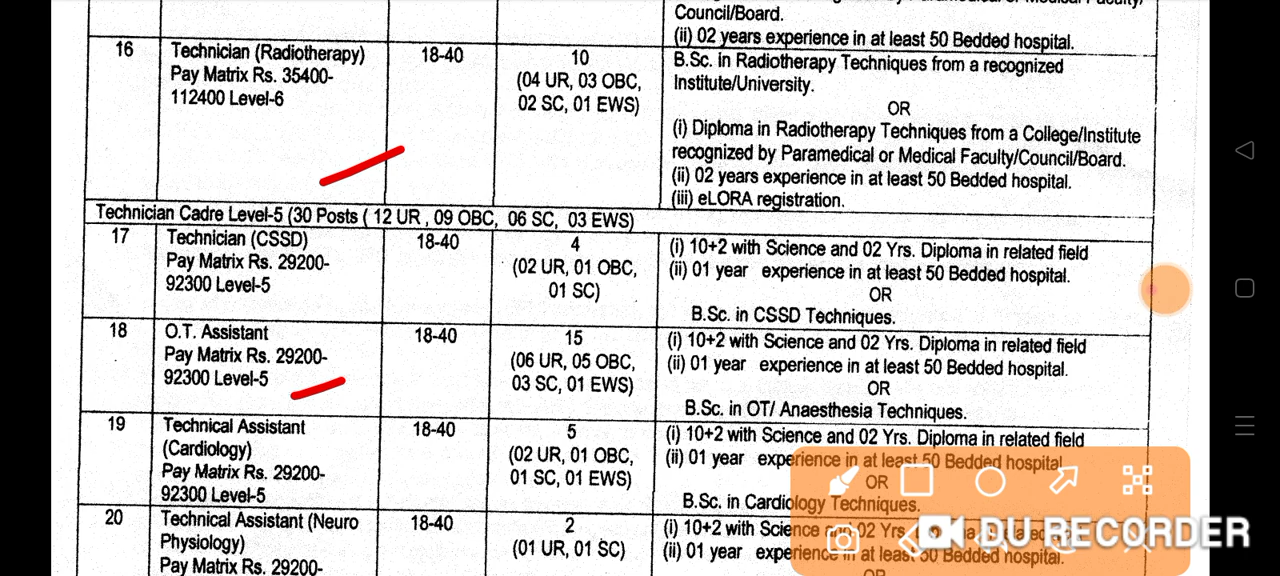 Council/Board.
(ii) 02 years experience in at least 50 Bedded hospital.
16
Technician (Radiotherapy)
Pay Matrix Rs. 35400-
112400 Level-6
18-40
10
(04 UR, 03 OBC,
02 SC, 01 EWS)
B.Sc. in Radiotherapy Techniques from a recognized
Institute/University.
OR
(i) Diploma in Radiotherapy Techniques from a College/Institute
recognized by Paramedical or Medical Faculty/Council/Board.
(ii) 02 years experience in at least 50 Bedded hospital.
(iii) eLORA registration.
Technician Cadre Level-5 (30 Posts ( 12 UR , 09 OBC, 06 SC, 03 EWS)
17
Technician (CSSD)
Pay Matrix Rs. 29200-
92300 Level-5
18-40
4
(02 UR, 01 OBC,
01 SC)
(i) 10+2 with Science and 02 Yrs. Diploma in related field
(ii) 01 year experience in at least 50 Bedded hospital.
OR
B.Sc. in CSSD Techniques.
18
O.T. Assistant
Pay Matrix Rs. 29200-
92300 Level-5
18-40
15
(06 UR, 05 OBC,
03 SC, 01 EWS)
(i) 10+2 with Science and 02 Yrs. Diploma in related field
(ii) 01 year experience in at least 50 Bedded hospital.
OR
B.Sc. in OT/ Anaesthesia Techniques.
19
Technical Assistant
(Cardiology)
Pay Matrix Rs. 29200-
92300 Level-5
18-40
5
(02 UR, 01 OBC,
01 SC, 01 EWS)
(i) 10+2 with Science and 02 Yrs. Diploma in related field
(ii) 01 year experience in at least 50 Bedded hospital
OR
B.Sc. in Cardiology Techniques.
20
Technical Assistant (Neuro
Physiology)
Pay Matrix Rs. 29200-
18-40
2
(01 UR, 01 SC)
(i) 10+2 with Science and 02 Yrs.
(ii) 01 year experience in at least 50 Bedded hospital.
DU RECORDER